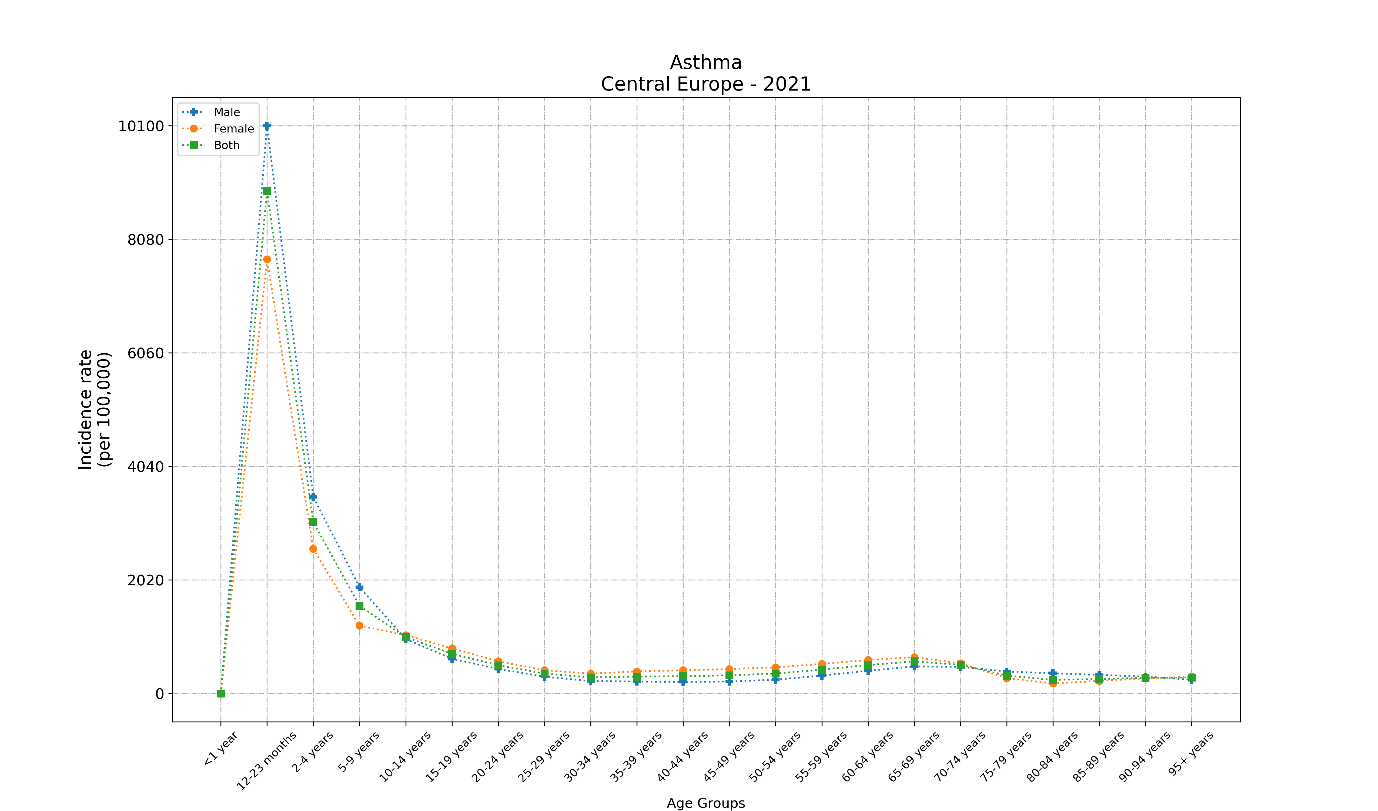 Asthma
Central Europe - 2021
Male
Female
Both
10100
8080
6060
4040
2020
0
Incidence rate
(per 100,000)
<1 year
12-23 months
2-4 years
5-9 years
10-14 years
15-19 years
20-24 years
25-29 years
30-34 years
35-39 years
40-44 years
45-49 years
50-54 years
55-59 years
60-64 years
65-69 years
70-74 years
75-79 years
80-84 years
85-89 years
90-94 years
95+ years
Age Groups